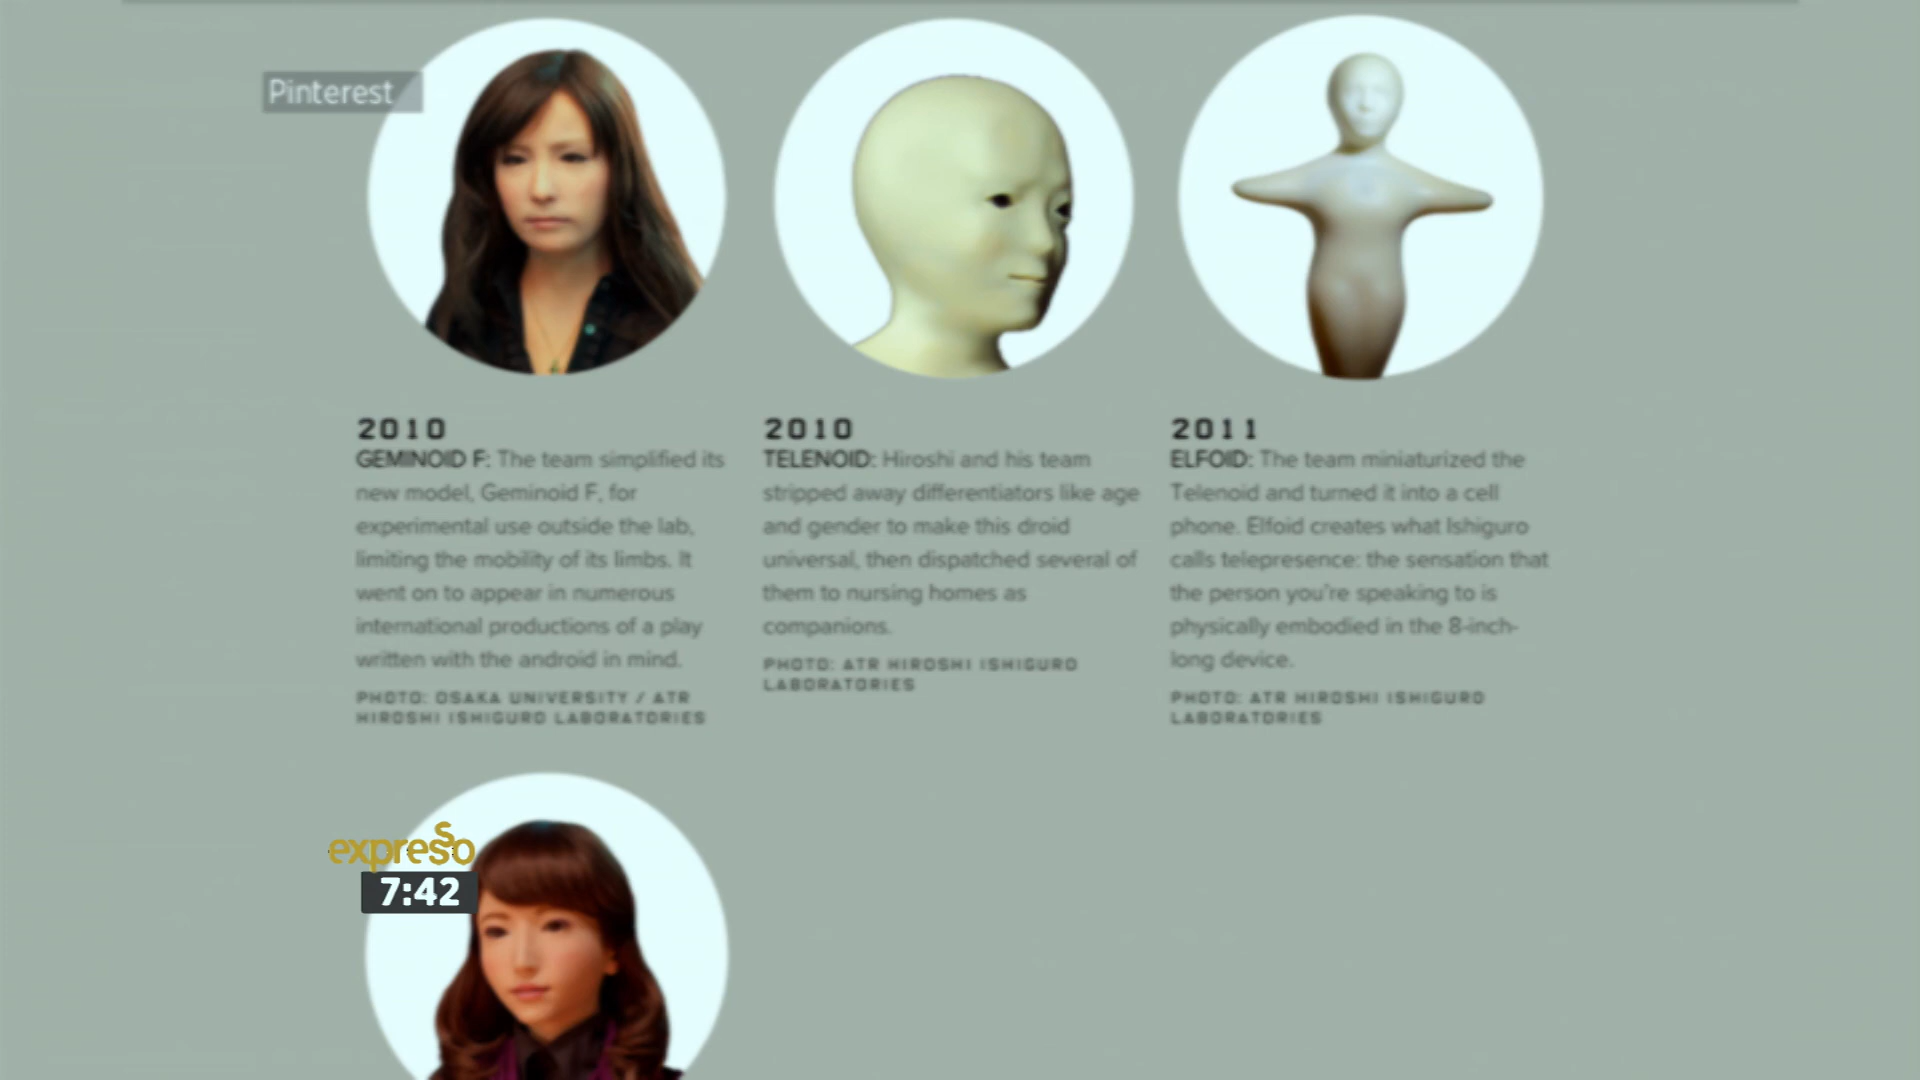 Pinterest
2010
GEMINOID F: The team simplified its
new model, Geminoid F, for
experimental use outside the lab,
limiting the mobility of its limbs. It
went on to appear in numerous
international productions of a play
written with the android in mind.
PHOTO: OSAKA UNIVERSITY / ATR
HIROSHI ISHIGURO LABORATORIES
2010
TELENOID: Hiroshi and his team
stripped away differentiators like age
and gender to make this droid
universal, then dispatched several of
them to nursing homes as
companions.
PHOTO: ATR HIROSHI ISHIGURO
LABORATORIES
2011
ELFOID: The team miniaturized the
Telenoid and turned it into a cell
phone. Elfoid creates what Ishiguro
calls telepresence: the sensation that
the person you're speaking to is
physically embodied in the 8-inch-
long device.
PHOTO: ATR HIROSHI ISHIGURO
LABORATORIES
expresso
7:42